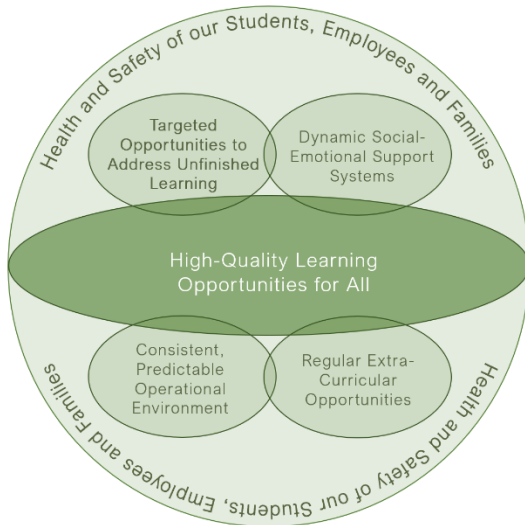 Health and Safety of our Students, Employees and Families
Targeted
Opportunities to
Address Unfinished
Learning
Dynamic Social-
Emotional Support
Systems
High-Quality Learning
Opportunities for All
Consistent,
Predictable
Operational
Environment
Regular Extra-
Curricular
Opportunities
Health and Safety of our Students, Employees and Families